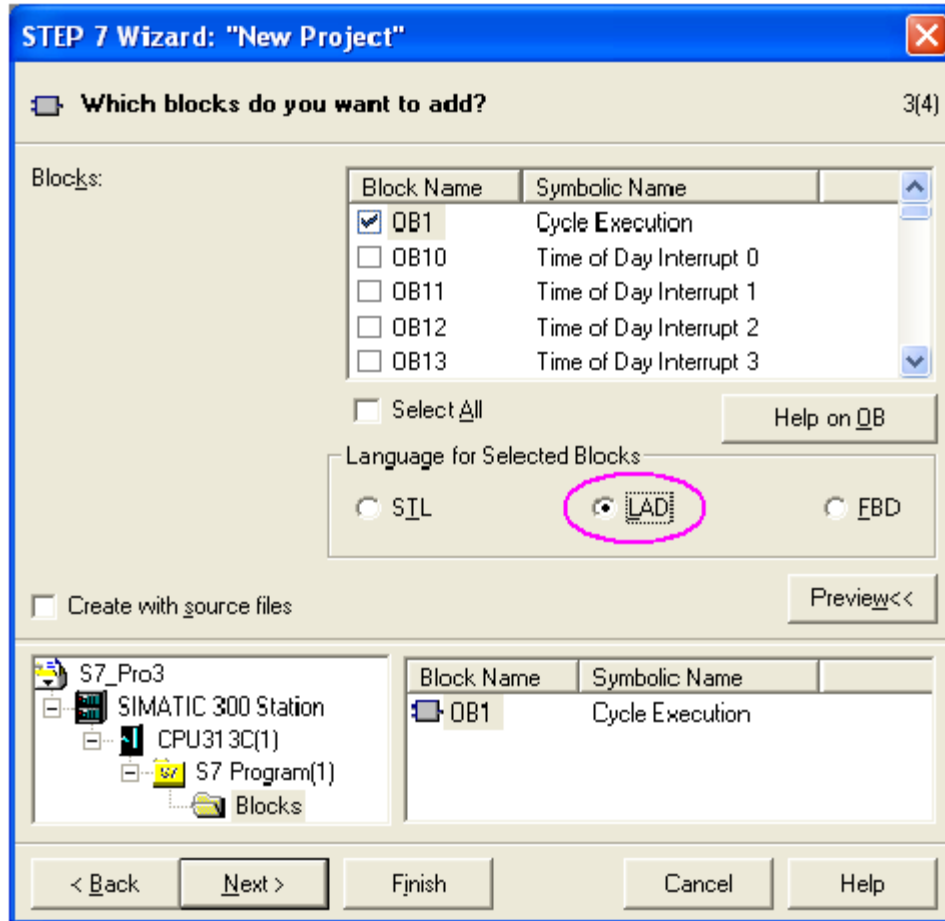 STEP 7 Wizard: "New Project"
Which blocks do you want to add? 3(4)
Blocks:
Block Name Symbolic Name
OB1 Cycle Execution
OB10 Time of Day Interrupt 0
OB11 Time of Day Interrupt 1
OB12 Time of Day Interrupt 2
OB13 Time of Day Interrupt 3
Select All
Help on OB
Language for Selected Blocks
STL LAD FBD
Create with source files
Preview<<
S7_Pro3
SIMATIC 300 Station
CPU313C(1)
S7 Program(1)
Blocks
Block Name Symbolic Name
OB1 Cycle Execution
< Back Next > Finish Cancel Help